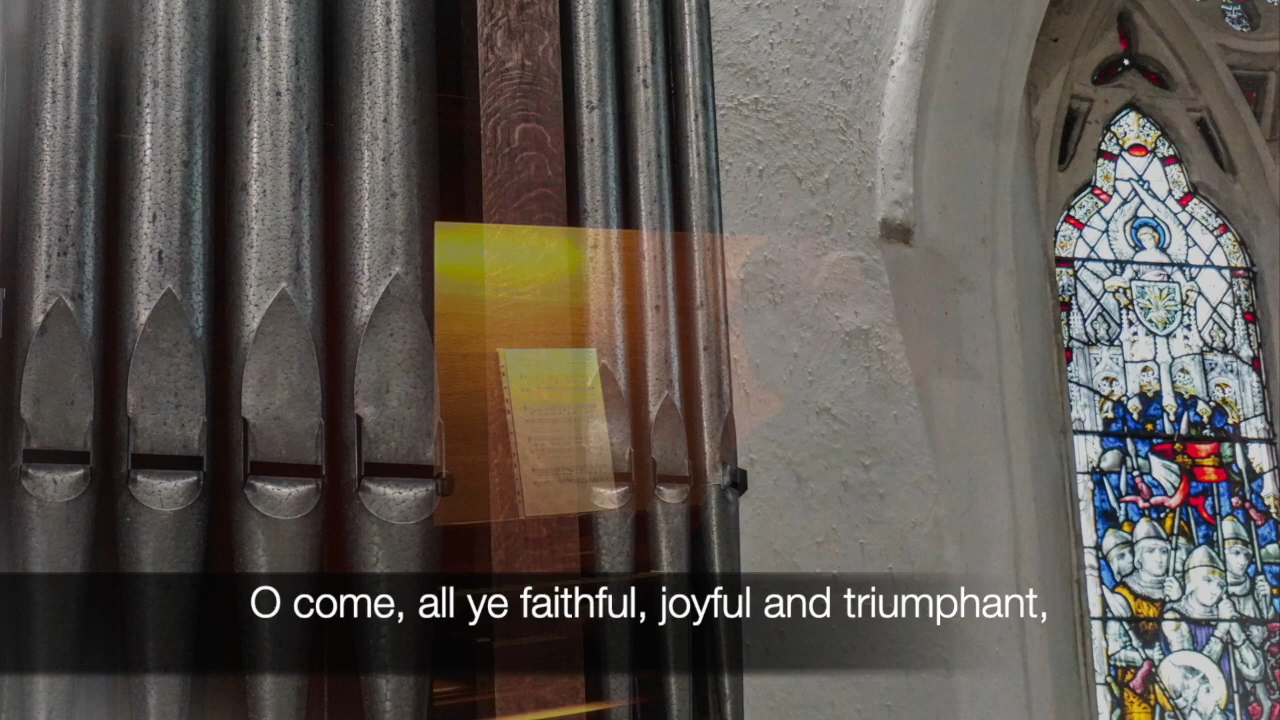 O come, all ye faithful, joyful and triumphant,